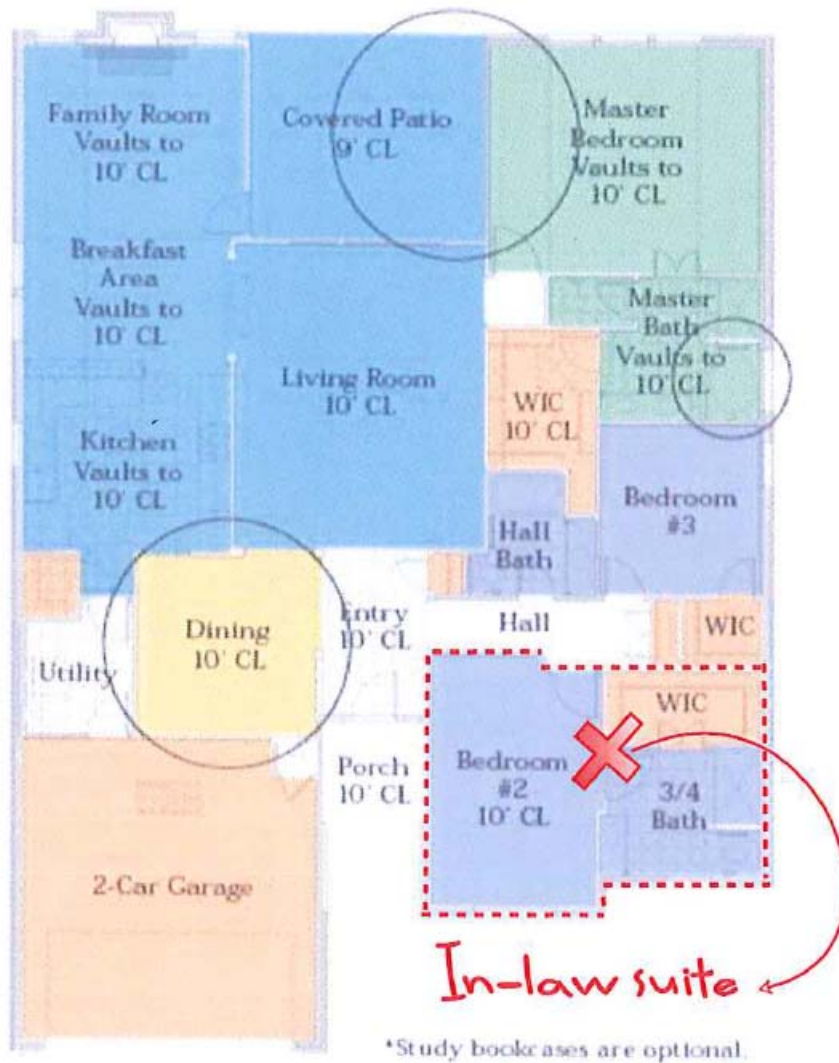 Family Room
Vaults to
10' CL
Covered Patio
9' CL
Master
Bedroom
Vaults to
10' CL
Breakfast
Area
Vaults to
10' CL
Master
Bath
Vaults to
10' CL
Living Room
10' CL
WIC
10' CL
Kitchen
Vaults to
10' CL
Bedroom
#3
Hall
Bath
Dining
10' CL
Entry
10' CL
Hall
WIC
Utility
WIC
Porch
10' CL
Bedroom
#2
10' CL
3/4
Bath
2-Car Garage
In-law suite
*Study bookcases are optional.